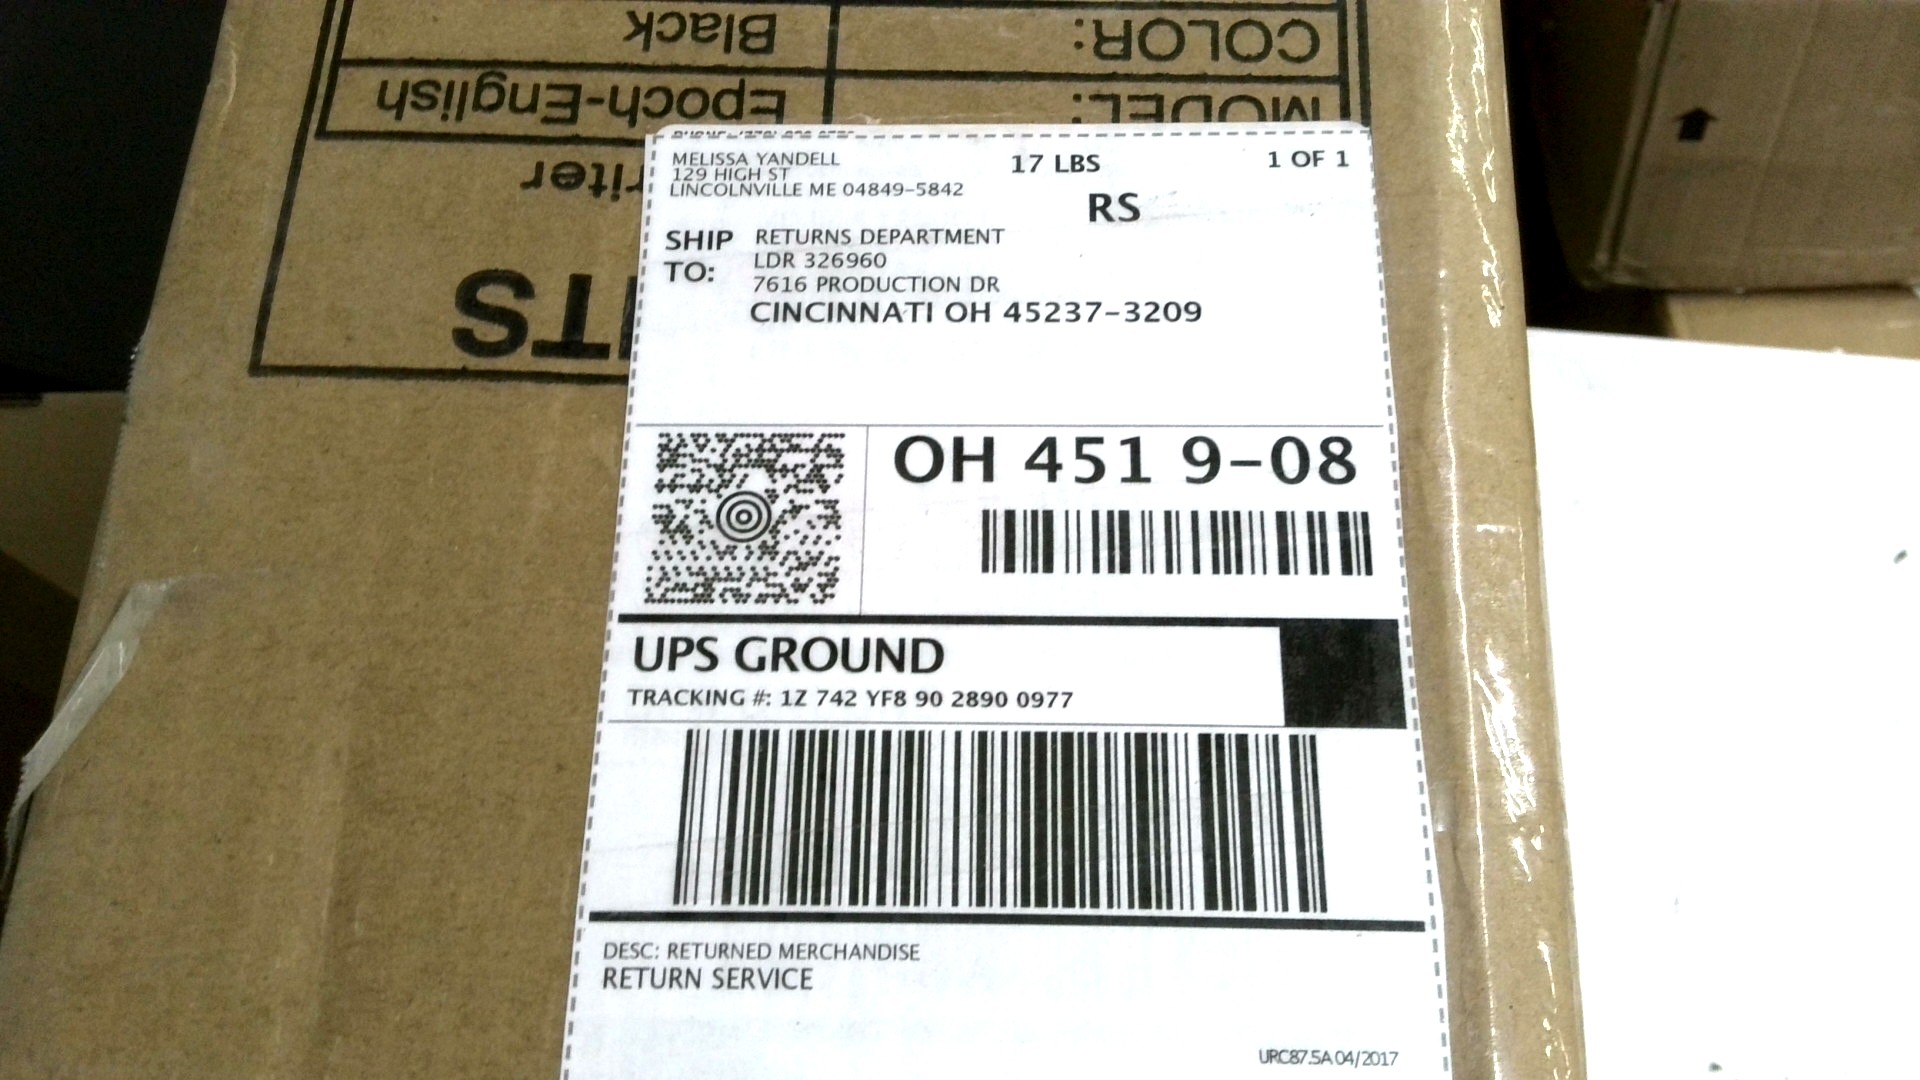 COLOR: Black
MODEL: Epoch-English
riter
TS
MELISSA YANDELL
129 HIGH ST
LINCOLNVILLE ME 04849-5842
17 LBS
1 OF 1
RS
SHIP TO:
RETURNS DEPARTMENT
LDR 326960
7616 PRODUCTION DR
CINCINNATI OH 45237-3209
OH 451 9-08
UPS GROUND
TRACKING #: 1Z 742 YF8 90 2890 0977
DESC: RETURNED MERCHANDISE
RETURN SERVICE
URC87.5A 04/2017